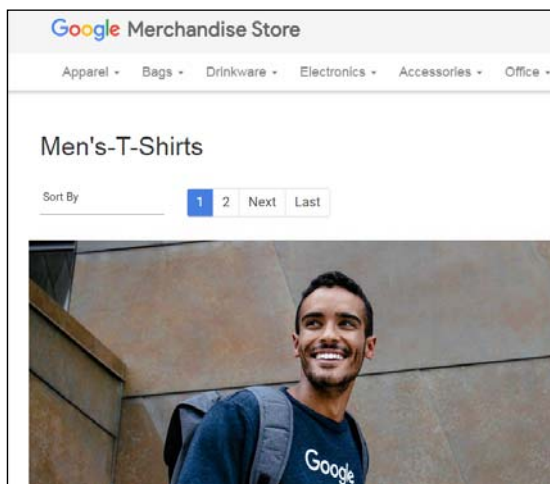 Google Merchandise Store
Apparel Bags Drinkware Electronics Accessories Office
Men's-T-Shirts
Sort By
1 2 Next Last
Google